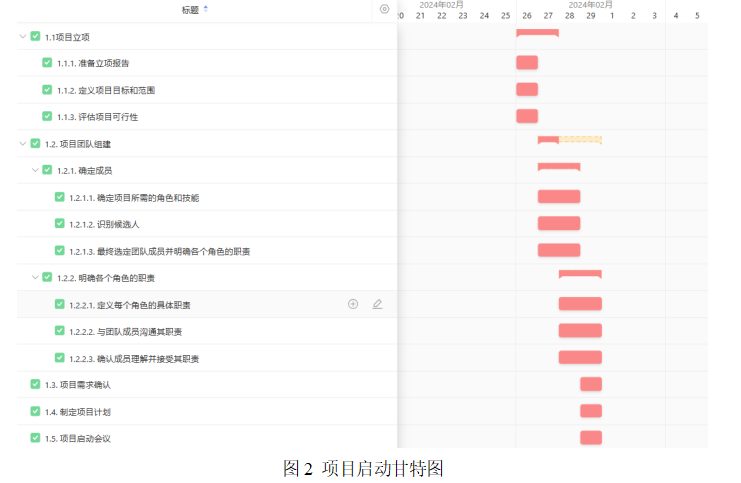 标题 2024年02月 2024年02月
20 21 22 23 24 25 26 27 28 29 1 2 3 4 5
1.1项目立项
1.1.1. 准备立项报告
1.1.2. 定义项目目标和范围
1.1.3. 评估项目可行性
1.2. 项目团队组建
1.2.1. 确定成员
1.2.1.1. 确定项目所需的角色和技能
1.2.1.2. 识别候选人
1.2.1.3. 最终选定团队成员并明确各个角色的职责
1.2.2. 明确各个角色的职责
1.2.2.1. 定义每个角色的具体职责
1.2.2.2. 与团队成员沟通其职责
1.2.2.3. 确认成员理解并接受其职责
1.3. 项目需求确认
1.4. 制定项目计划
1.5. 项目启动会议
图 2 项目启动甘特图